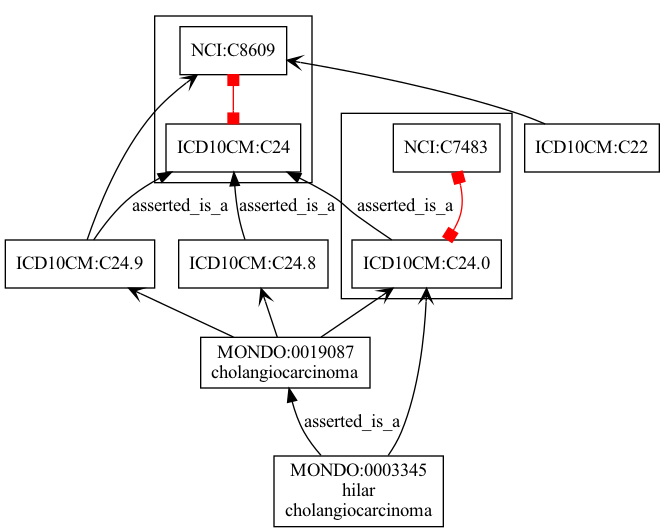 NCI:C8609
ICD10CM:C24
NCI:C7483
ICD10CM:C22
asserted_is_a
asserted_is_a
asserted_is_a
ICD10CM:C24.9
ICD10CM:C24.8
ICD10CM:C24.0
MONDO:0019087
cholangiocarcinoma
asserted_is_a
MONDO:0003345
hilar
cholangiocarcinoma